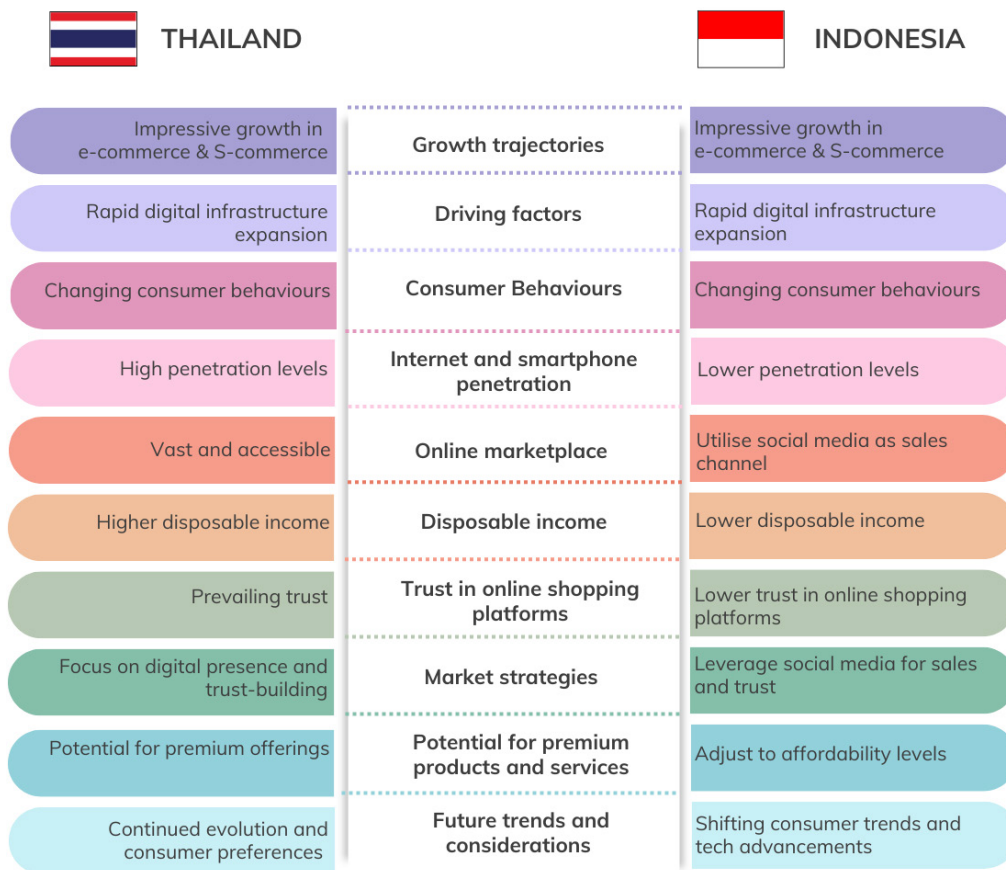 THAILAND
INDONESIA
Impressive growth in
e-commerce & S-commerce
Growth trajectories
Impressive growth in
e-commerce & S-commerce
Rapid digital infrastructure
expansion
Driving factors
Rapid digital infrastructure
expansion
Changing consumer behaviours
Consumer Behaviours
Changing consumer behaviours
High penetration levels
Internet and smartphone
penetration
Lower penetration levels
Vast and accessible
Online marketplace
Utilise social media as sales
channel
Higher disposable income
Disposable income
Lower disposable income
Prevailing trust
Trust in online shopping
platforms
Lower trust in online shopping
platforms
Focus on digital presence and
trust-building
Market strategies
Leverage social media for sales
and trust
Potential for premium offerings
Potential for premium
products and services
Adjust to affordability levels
Continued evolution and
consumer preferences
Future trends and
considerations
Shifting consumer trends and
tech advancements